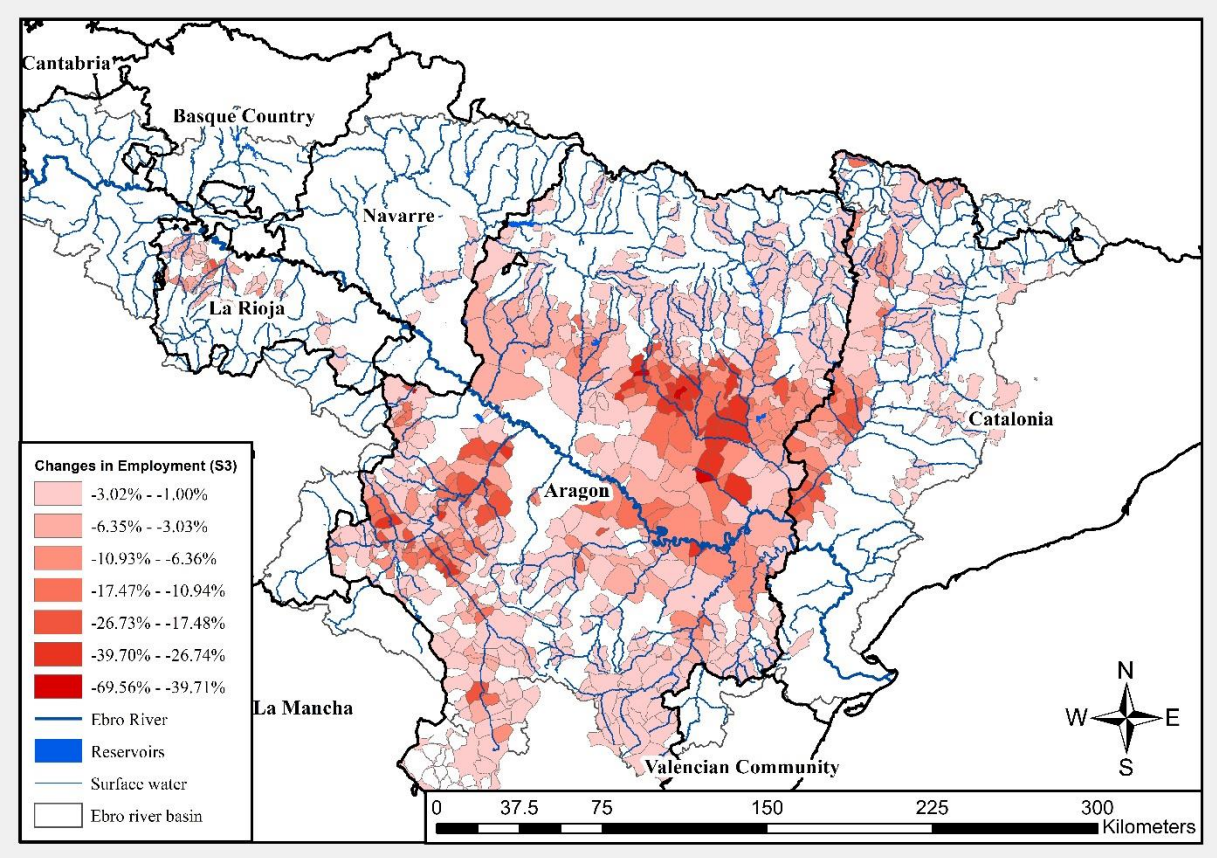 Cantabria
Basque Country
Navarre
La Rioja
Catalonia
Aragon
La Mancha
Valencian Community
Changes in Employment (S3)
-3.02% - -1.00%
-6.35% - -3.03%
-10.93% - -6.36%
-17.47% - -10.94%
-26.73% - -17.48%
-39.70% - -26.74%
-69.56% - -39.71%
Ebro River
Reservoirs
Surface water
Ebro river basin
N
W E
S
0 37.5 75 150 225 300
Kilometers